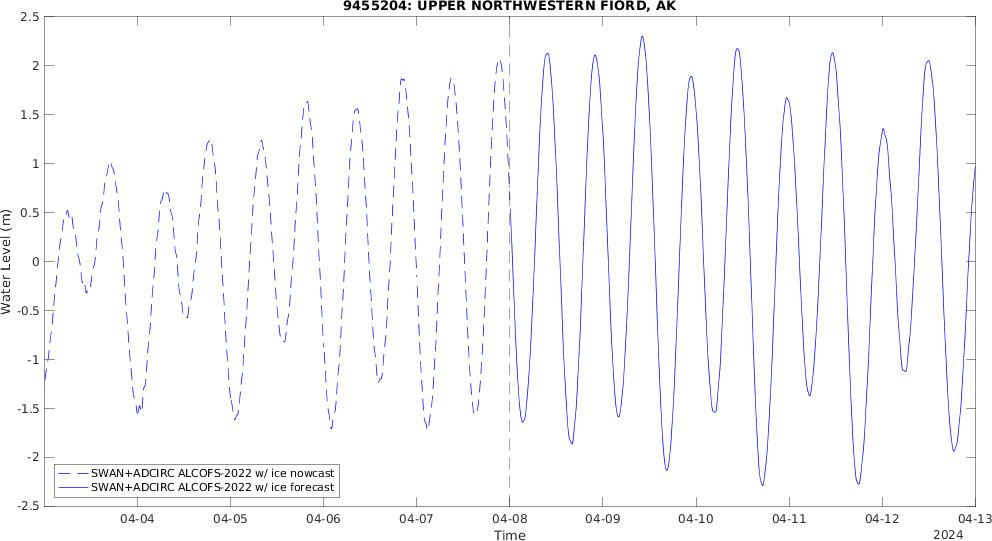 9455204: UPPER NORTHWESTERN FIORD, AK
2.5
2
1.5
1
0.5
0
-0.5
-1
-1.5
-2
-2.5
Water Level (m)
SWAN+ADCIRC ALCOFS-2022 w/ ice nowcast
SWAN+ADCIRC ALCOFS-2022 w/ ice forecast
04-04 04-05 04-06 04-07 04-08 04-09 04-10 04-11 04-12 04-13
Time
2024